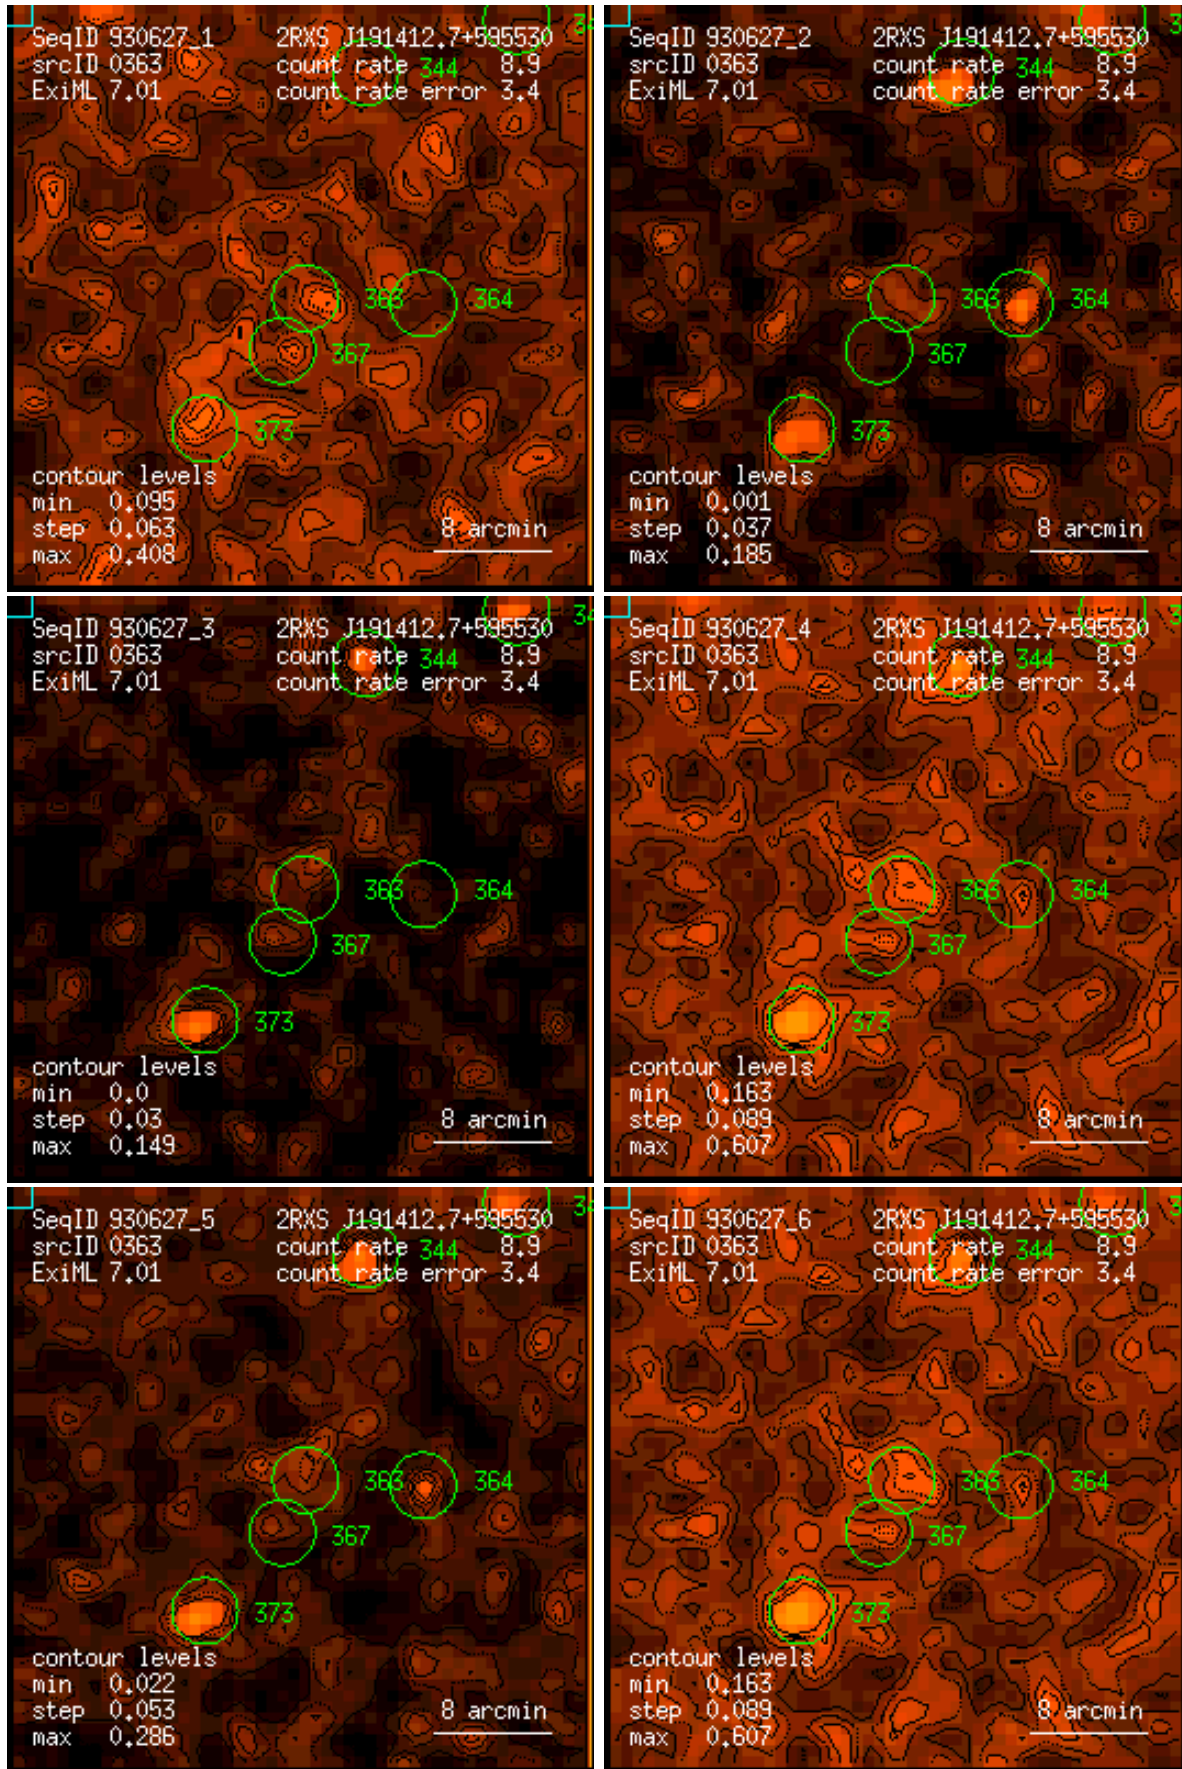 SeqID 930627_1 2RXS J191412.7+595530 34
srcID 0363 count rate 344 8.9
ExiML 7.01 count rate error 3.4
363 364
367
373
contour levels
min 0.095
step 0.063 8 arcmin
max 0.408
SeqID 930627_2 2RXS J191412.7+595530 3
srcID 0363 count rate 344 8.9
ExiML 7.01 count rate error 3.4
363 364
367
373
contour levels
min 0.001
step 0.037 8 arcmin
max 0.185
SeqID 930627_3 2RXS J191412.7+595530 34
srcID 0363 count rate 344 8.9
ExiML 7.01 count rate error 3.4
363 364
367
373
contour levels
min 0.0
step 0.03 8 arcmin
max 0.149
SeqID 930627_4 2RXS J191412.7+595530 3
srcID 0363 count rate 344 8.9
ExiML 7.01 count rate error 3.4
363 364
367
373
contour levels
min 0.163
step 0.089 8 arcmin
max 0.607
SeqID 930627_5 2RXS J191412.7+595530 34
srcID 0363 count rate 344 8.9
ExiML 7.01 count rate error 3.4
363 364
367
373
contour levels
min 0.022
step 0.053 8 arcmin
max 0.286
SeqID 930627_6 2RXS J191412.7+595530 3
srcID 0363 count rate 344 8.9
ExiML 7.01 count rate error 3.4
363 364
367
373
contour levels
min 0.163
step 0.089 8 arcmin
max 0.607